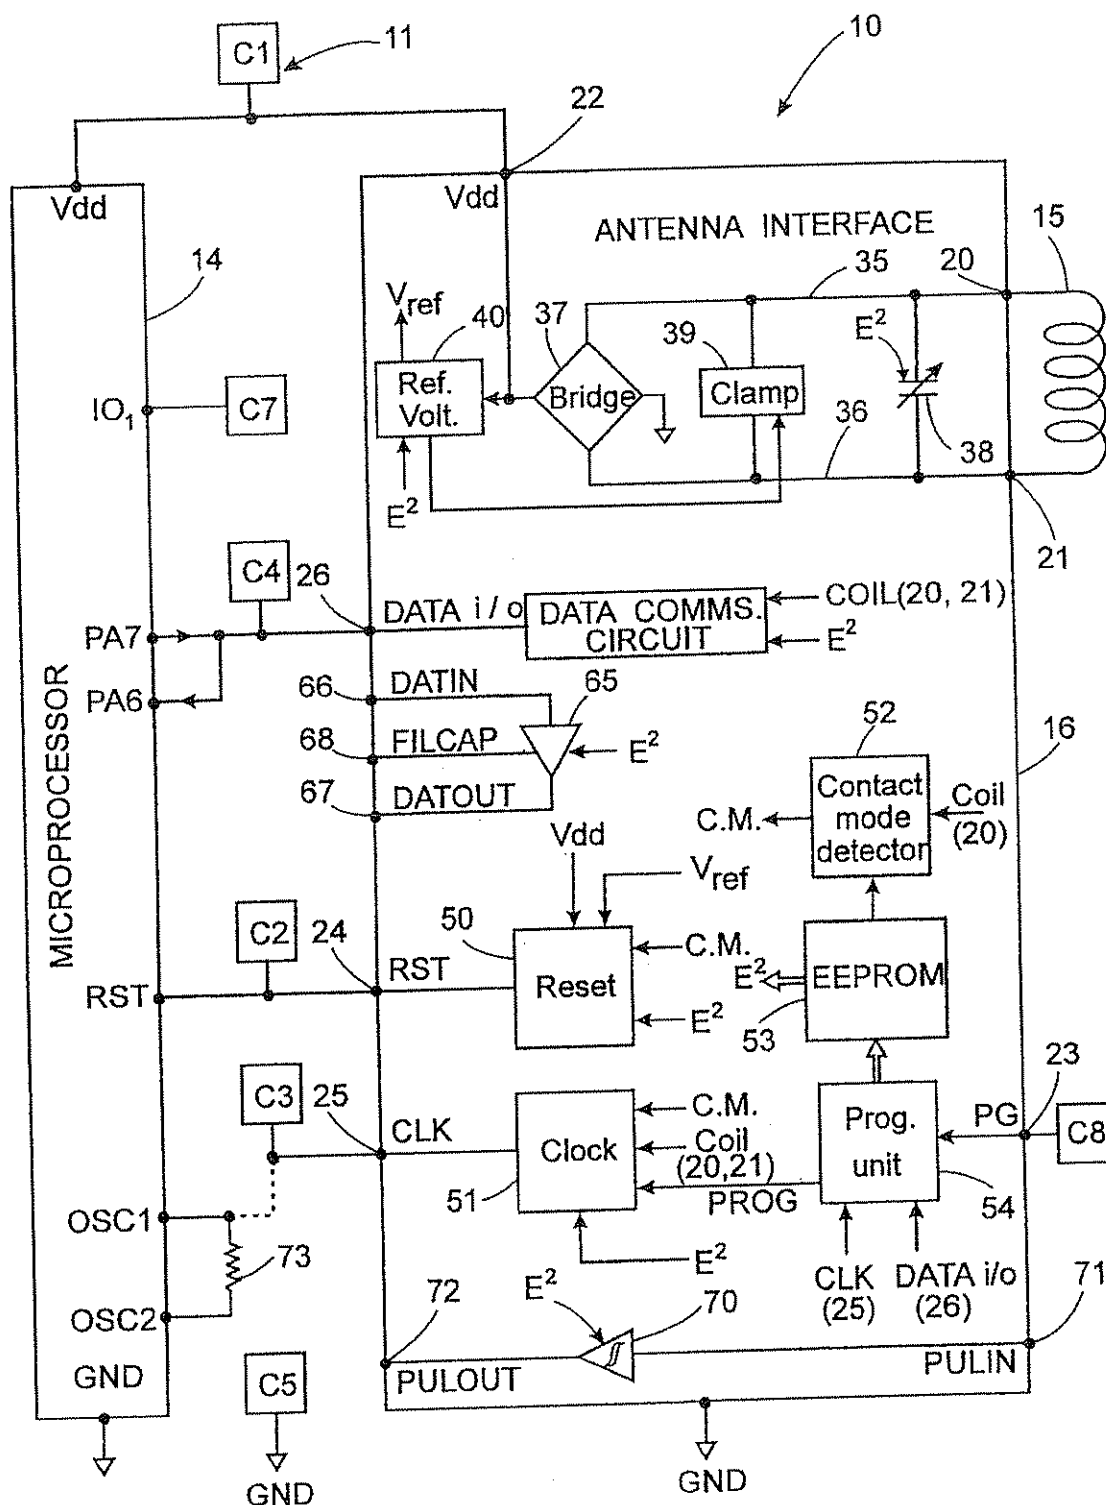 C1
11
10
22
Vdd
Vdd
ANTENNA INTERFACE
14
35
20
15
Vref
40
37
39
E²
Ref.
Volt.
Bridge
Clamp
IO1
C7
36
38
E²
21
C4
26
DATA i/o
DATA COMMS.
CIRCUIT
COIL(20, 21)
E²
PA7
PA6
66
DATIN
65
68
FILCAP
E²
67
DATOUT
52
16
MICROPROCESSOR
Contact
mode
detector
C.M.
Coil
(20)
Vdd
Vref
C2
24
50
RST
RST
Reset
C.M.
E²
E²
EEPROM
53
C3
25
CLK
Clock
51
C.M.
Coil
(20,21)
PROG
E²
Prog.
unit
54
PG
23
C8
OSC1
73
OSC2
CLK
(25)
DATA i/o
(26)
71
72
E²
70
GND
C5
PULOUT
PULIN
GND
GND